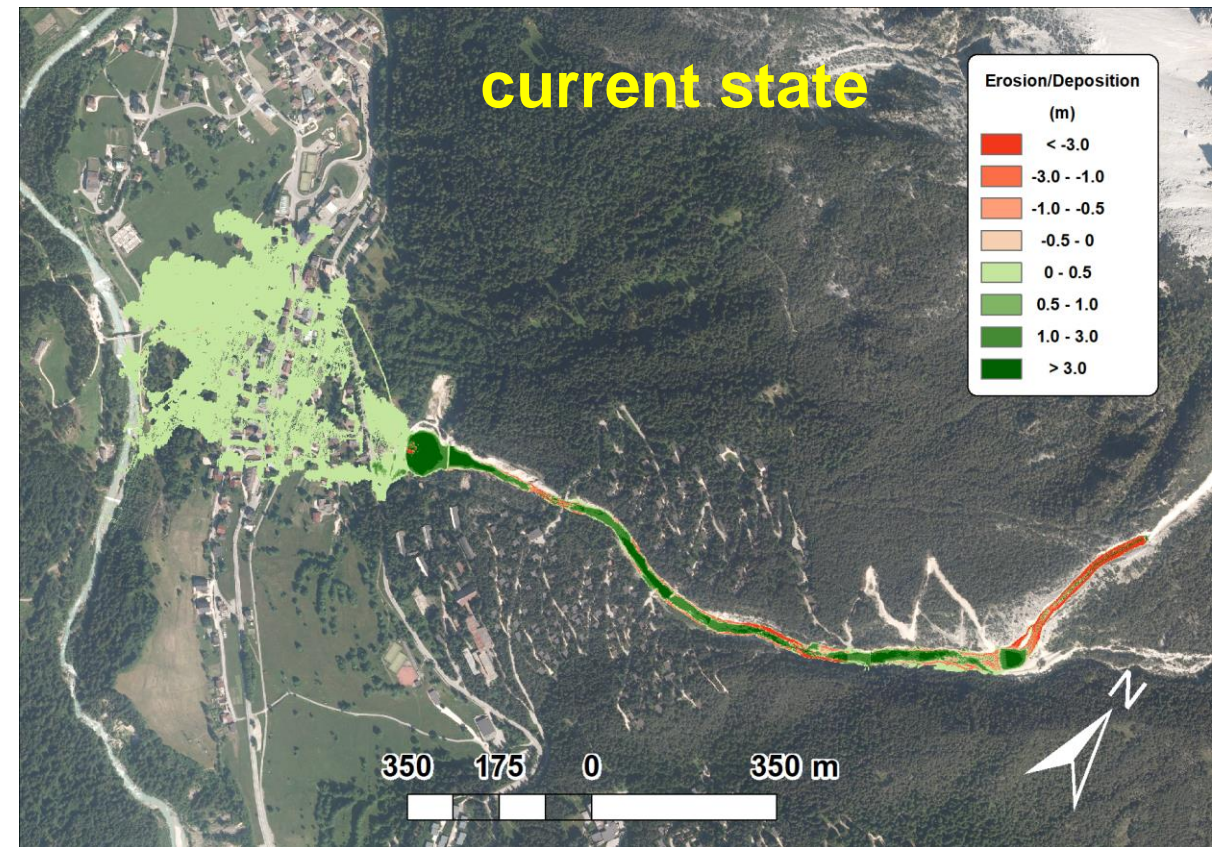 current state
Erosion/Deposition
(m)
< -3.0
-3.0 - -1.0
-1.0 - -0.5
-0.5 - 0
0 - 0.5
0.5 - 1.0
1.0 - 3.0
> 3.0
N
350 175 0 350 m